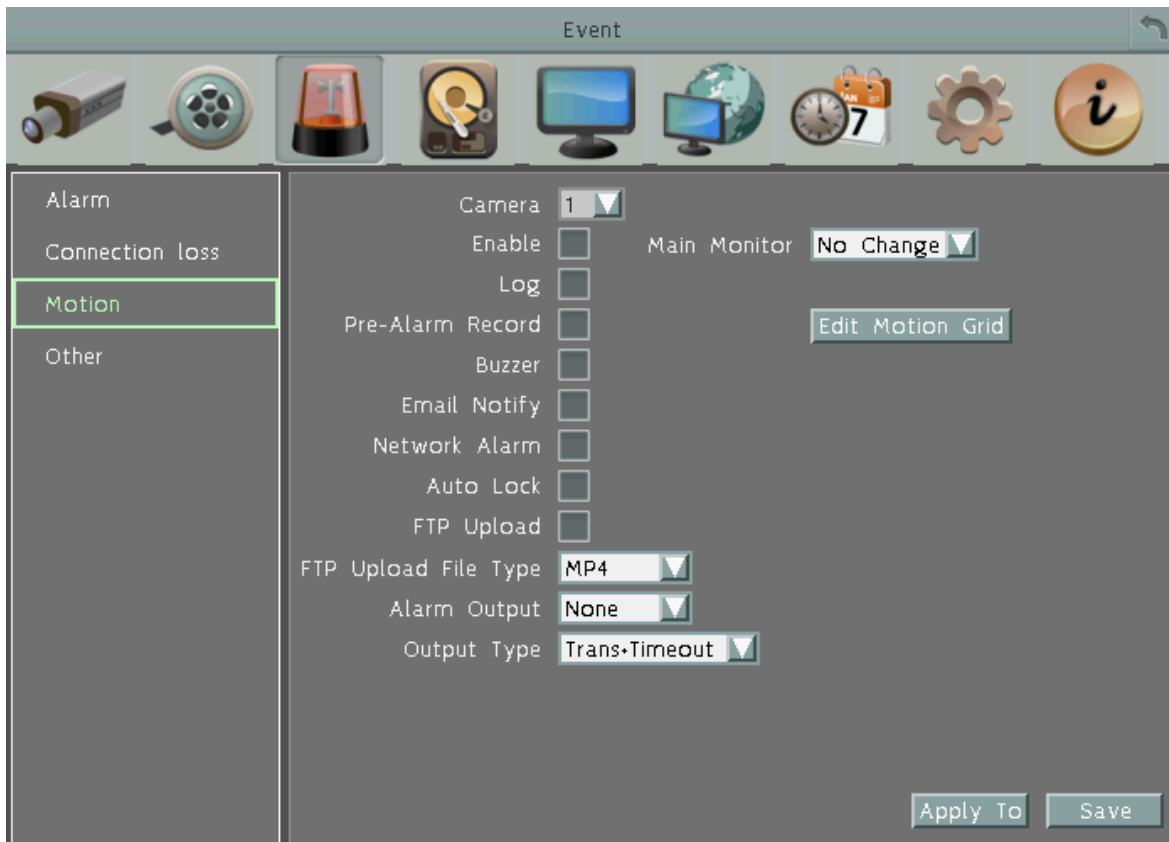 Event
JAN
7
i
Alarm
Connection loss
Motion
Other
Camera 1
Enable Main Monitor No Change
Log
Pre-Alarm Record Edit Motion Grid
Buzzer
Email Notify
Network Alarm
Auto Lock
FTP Upload
FTP Upload File Type MP4
Alarm Output None
Output Type Trans+Timeout
Apply To Save